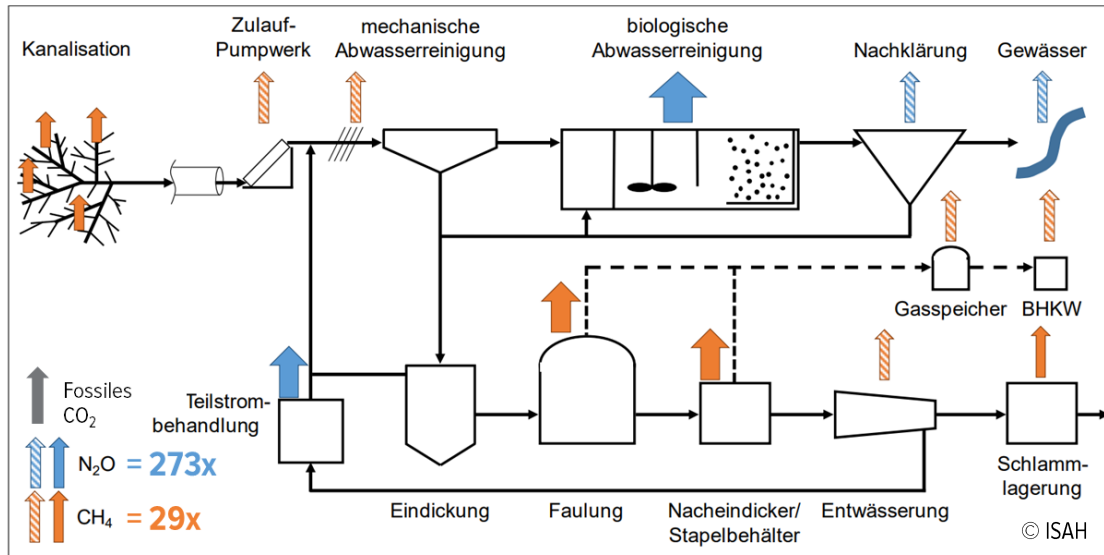 Kanalisation
Zulauf-
Pumpwerk
mechanische
Abwasserreinigung
biologische
Abwasserreinigung
Nachklärung
Gewässer
Gasspeicher
BHKW
Fossiles
CO₂
N₂O = 273x
CH₄ = 29x
Teilstrom-
behandlung
Eindickung
Faulung
Nacheindicker/
Stapelbehälter
Entwässerung
Schlamm-
lagerung
© ISAH